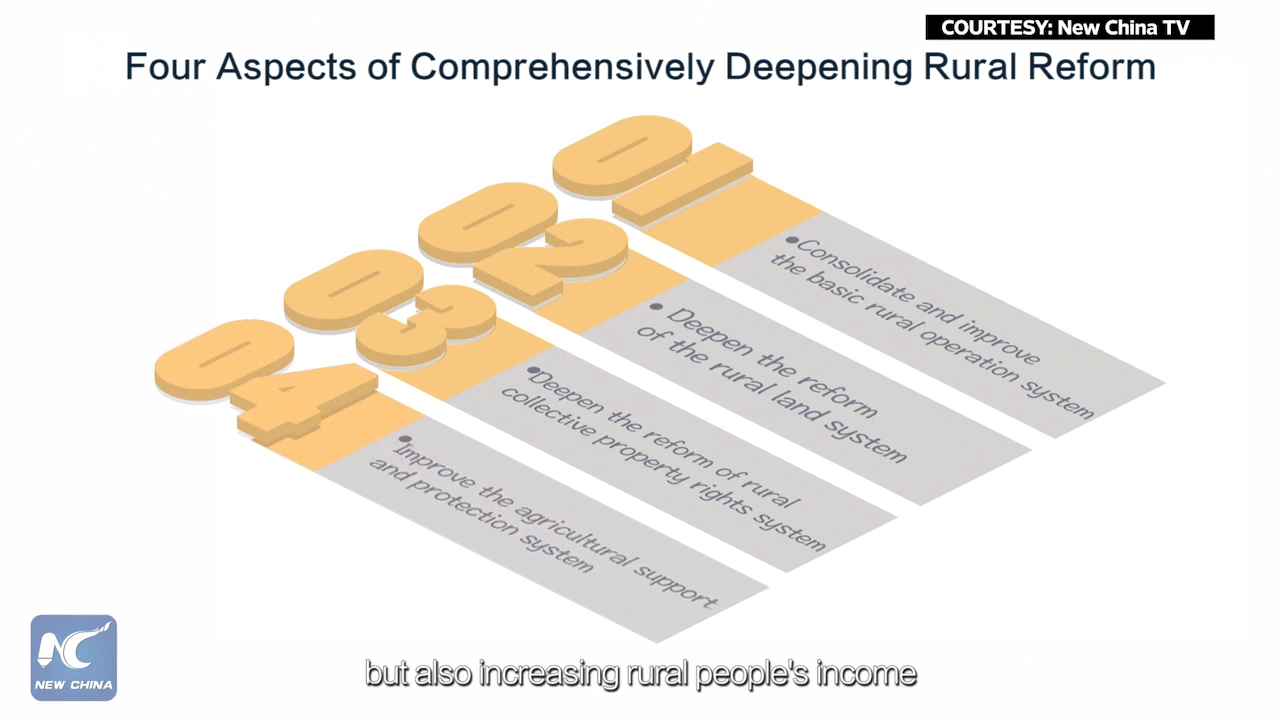 COURTESY: New China TV
Four Aspects of Comprehensively Deepening Rural Reform
01
•Consolidate and improve
the basic rural operation system
02
• Deepen the reform
of the rural land system
03
•Deepen the reform of rural
collective property rights system
04
•Improve the agricultural support
and protection system
NC
NEW CHINA
but also increasing rural people's income